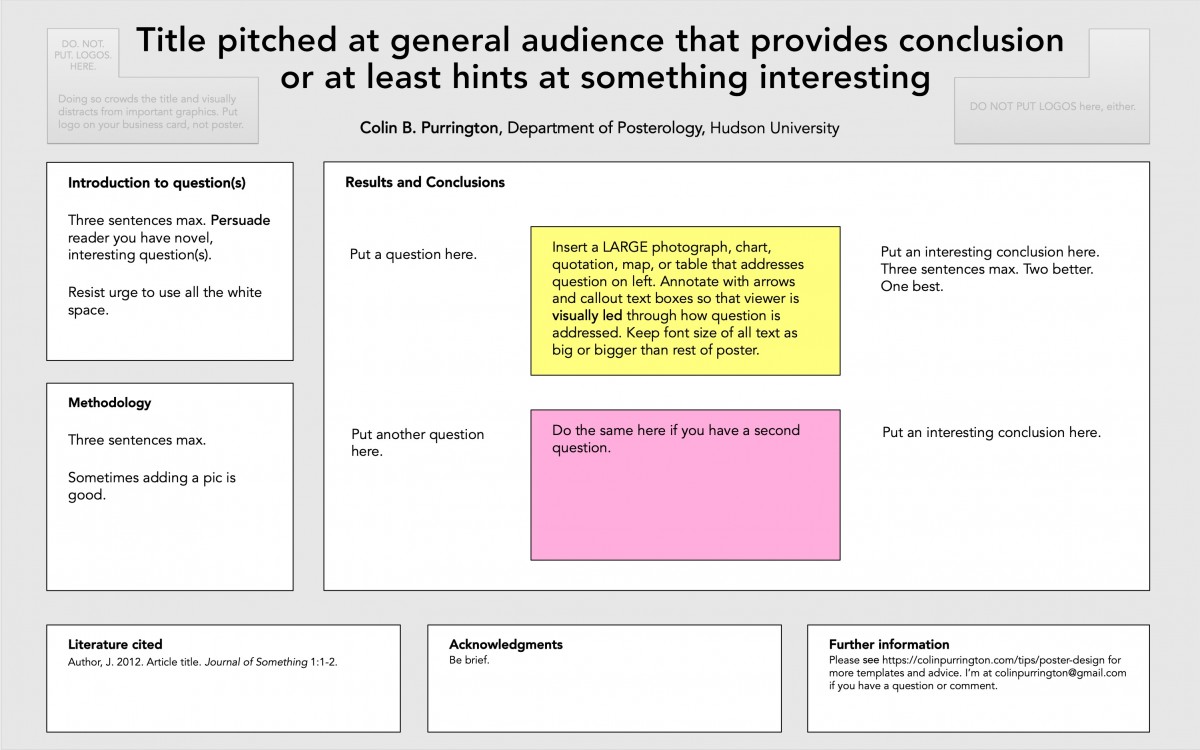 DO. NOT.
PUT. LOGOS.
HERE.
Doing so crowds the title and visually
distracts from important graphics. Put
logo on your business card, not poster.
Title pitched at general audience that provides conclusion
or at least hints at something interesting
Colin B. Purrington, Department of Posterology, Hudson University
DO NOT PUT LOGOS here, either.
Introduction to question(s)
Three sentences max. Persuade
reader you have novel,
interesting question(s).
Resist urge to use all the white
space.
Methodology
Three sentences max.
Sometimes adding a pic is
good.
Results and Conclusions
Put a question here.
Insert a LARGE photograph, chart,
quotation, map, or table that addresses
question on left. Annotate with arrows
and callout text boxes so that viewer is
visually led through how question is
addressed. Keep font size of all text as
big or bigger than rest of poster.
Put an interesting conclusion here.
Three sentences max. Two better.
One best.
Put another question
here.
Do the same here if you have a second
question.
Put an interesting conclusion here.
Literature cited
Author, J. 2012. Article title. Journal of Something 1:1-2.
Acknowledgments
Be brief.
Further information
Please see https://colinpurrington.com/tips/poster-design for
more templates and advice. I'm at colinpurrington@gmail.com
if you have a question or comment.